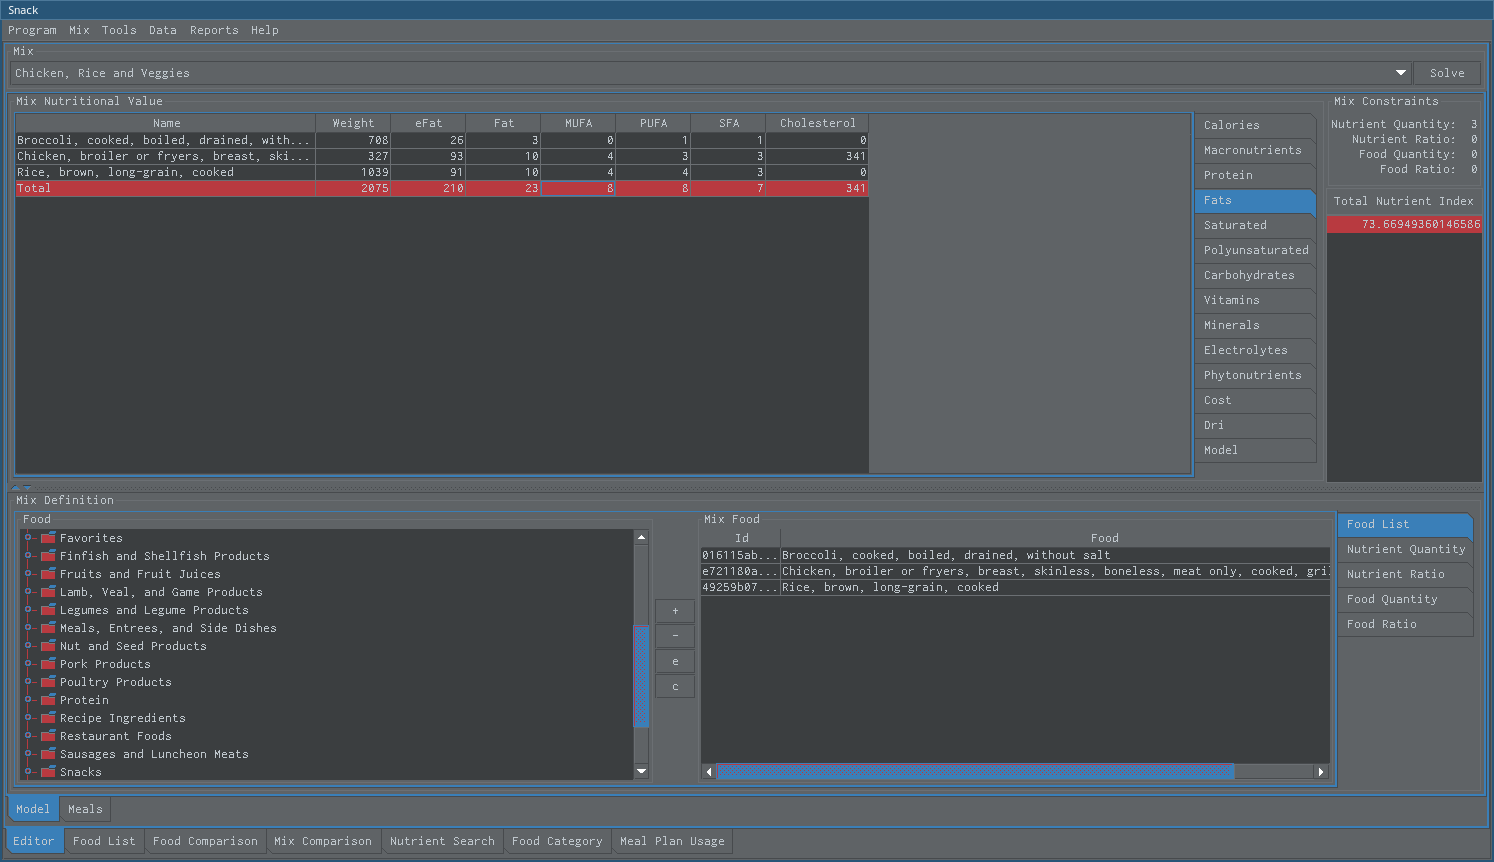 Snack
Program Mix Tools Data Reports Help
Mix
Chicken, Rice and Veggies
Solve
Mix Nutritional Value
Name Weight eFat Fat MUFA PUFA SFA Cholesterol
Broccoli, cooked, boiled, drained, with... 708 26 3 0 1 1 0
Chicken, broiler or fryers, breast, ski... 327 93 10 4 3 3 341
Rice, brown, long-grain, cooked 1039 91 10 4 4 3 0
Total 2075 210 23 8 8 7 341
Calories
Macronutrients
Protein
Fats
Saturated
Polyunsaturated
Carbohydrates
Vitamins
Minerals
Electrolytes
Phytonutrients
Cost
Dri
Model
Mix Constraints
Nutrient Quantity: 3
Nutrient Ratio: 0
Food Quantity: 0
Food Ratio: 0
Total Nutrient Index
73.66949360146586
Mix Definition
Food
Favorites
Finfish and Shellfish Products
Fruits and Fruit Juices
Lamb, Veal, and Game Products
Legumes and Legume Products
Meals, Entrees, and Side Dishes
Nut and Seed Products
Pork Products
Poultry Products
Protein
Recipe Ingredients
Restaurant Foods
Sausages and Luncheon Meats
Snacks
+
-
e
c
Mix Food
Id Food
016115ab... Broccoli, cooked, boiled, drained, without salt
e721180a... Chicken, broiler or fryers, breast, skinless, boneless, meat only, cooked, gril
49259b07... Rice, brown, long-grain, cooked
Food List
Nutrient Quantity
Nutrient Ratio
Food Quantity
Food Ratio
Model Meals
Editor Food List Food Comparison Mix Comparison Nutrient Search Food Category Meal Plan Usage